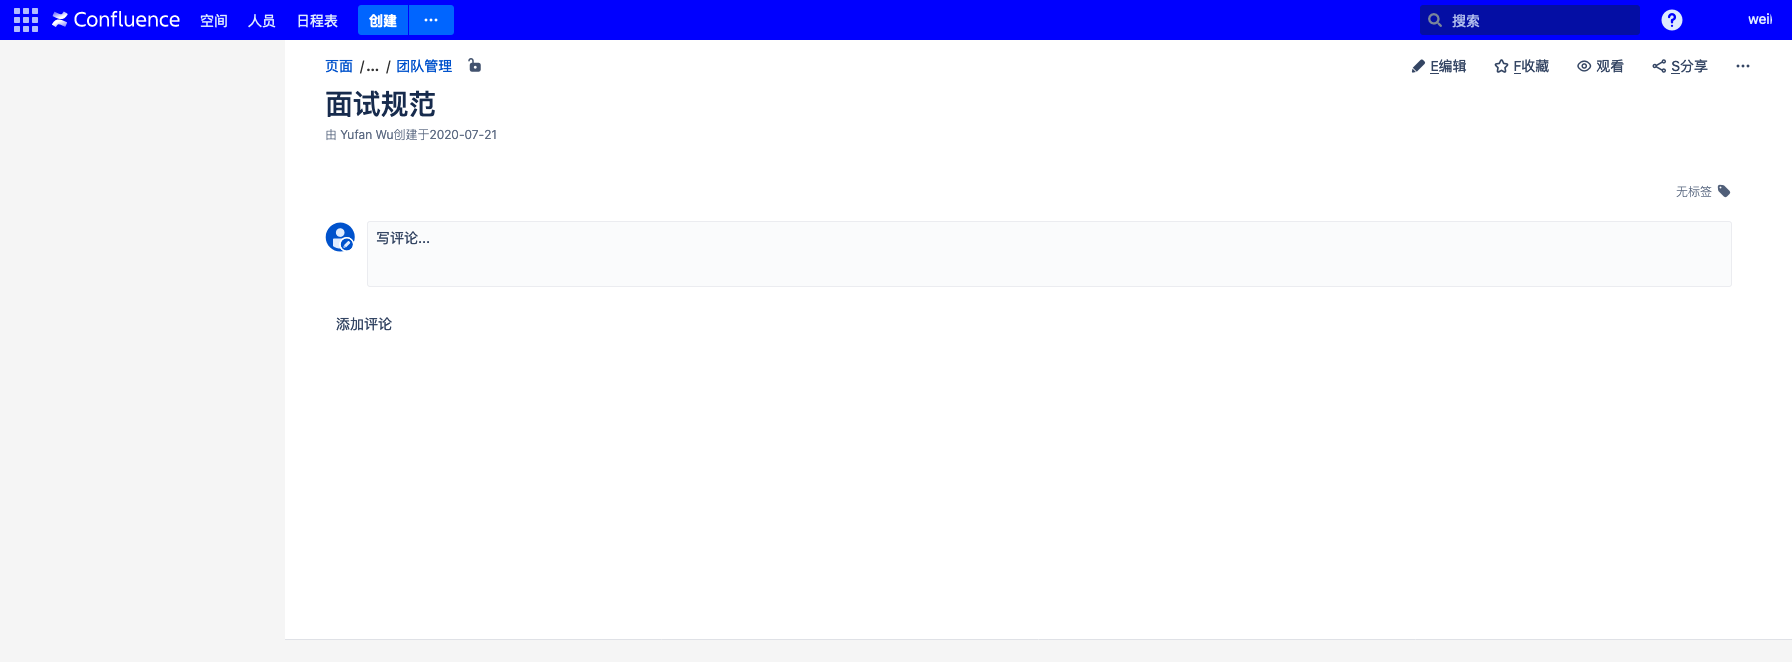 Confluence 空间 人员 日程表 创建 ··· 搜索 ? weil
页面 /... / 团队管理 E编辑 F收藏 观看 S分享 ···
面试规范
由 Yufan Wu创建于2020-07-21
无标签
写评论...
添加评论